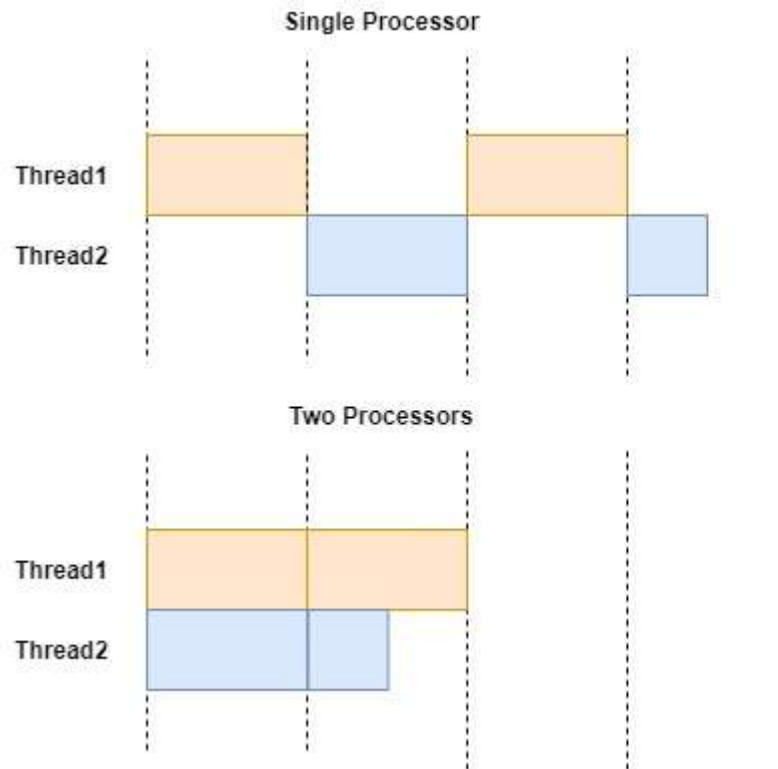 Single Processor
Thread1
Thread2
Two Processors
Thread1
Thread2